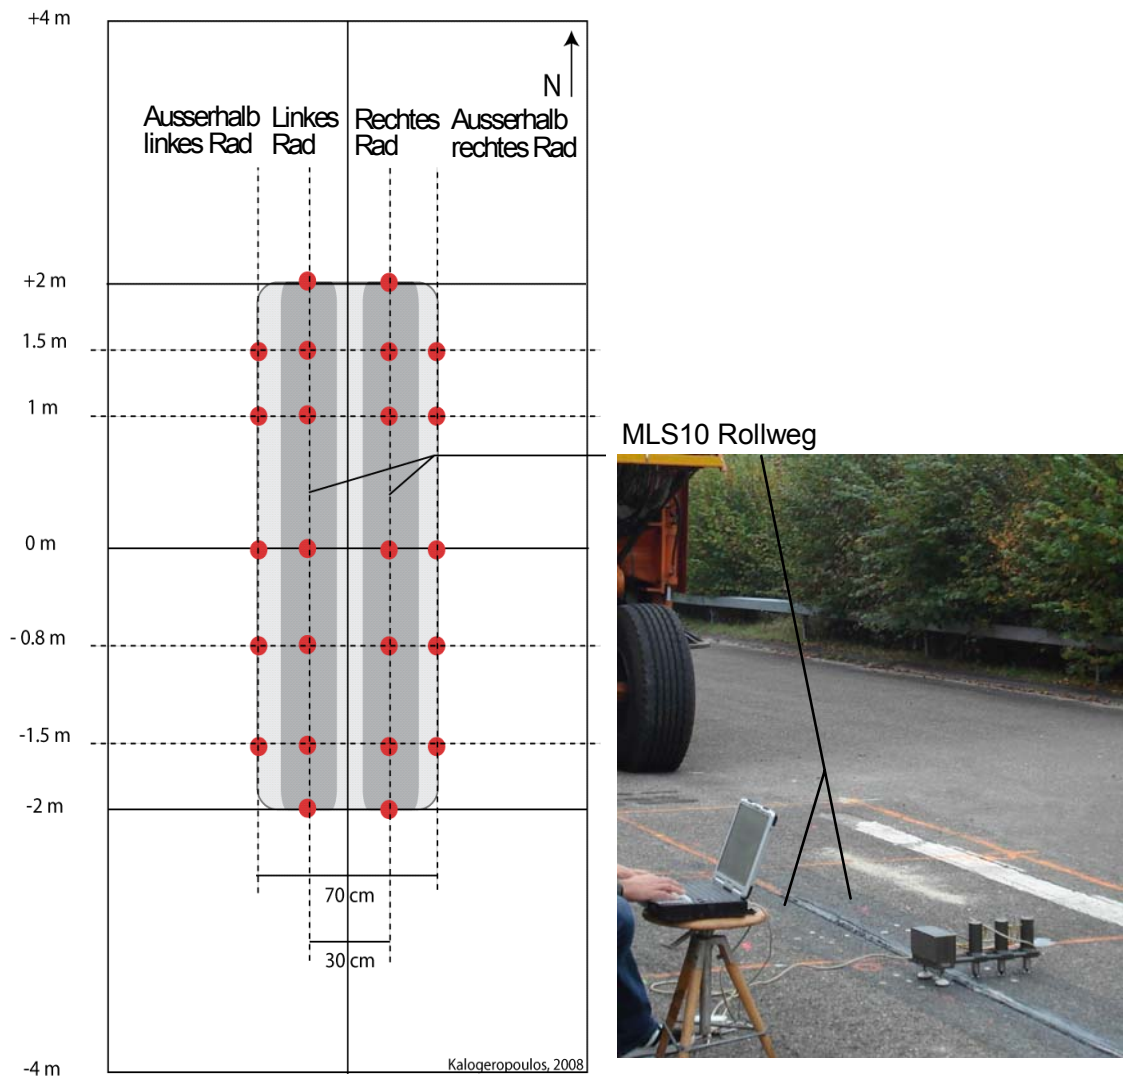 +4 m
N
Ausserhalb
linkes Rad
Linkes
Rad
Rechtes
Rad
Ausserhalb
rechtes Rad
+2 m
1.5 m
1 m
MLS10 Rollweg
0 m
- 0.8 m
-1.5 m
-2 m
70 cm
30 cm
Kalogeropoulos, 2008
-4 m